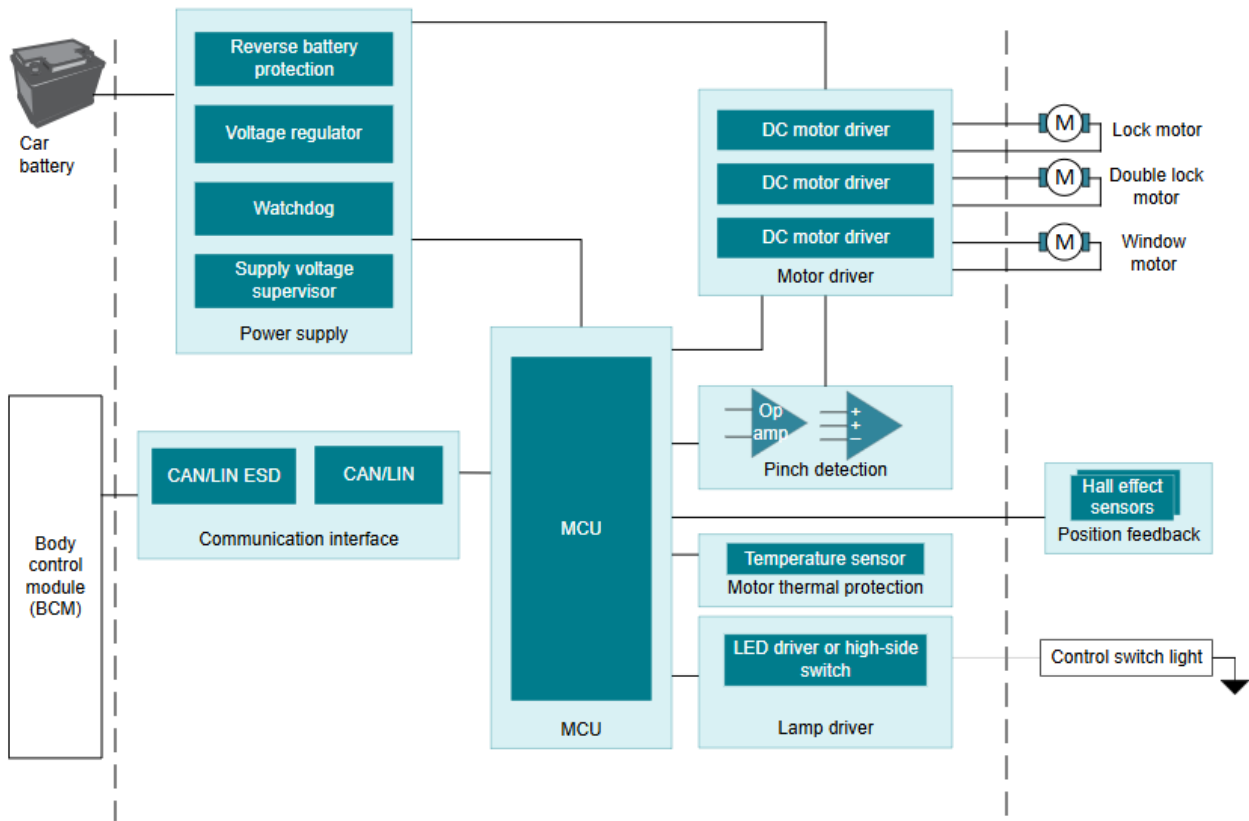 Car
battery
Reverse battery
protection
Voltage regulator
Watchdog
Supply voltage
supervisor
Power supply
DC motor driver
DC motor driver
DC motor driver
Motor driver
M
Lock motor
M
Double lock
motor
M
Window
motor
Body
control
module
(BCM)
CAN/LIN ESD
CAN/LIN
Communication interface
MCU
MCU
Op
amp
+
+
−
Pinch detection
Hall effect
sensors
Position feedback
Temperature sensor
Motor thermal protection
LED driver or high-side
switch
Lamp driver
Control switch light